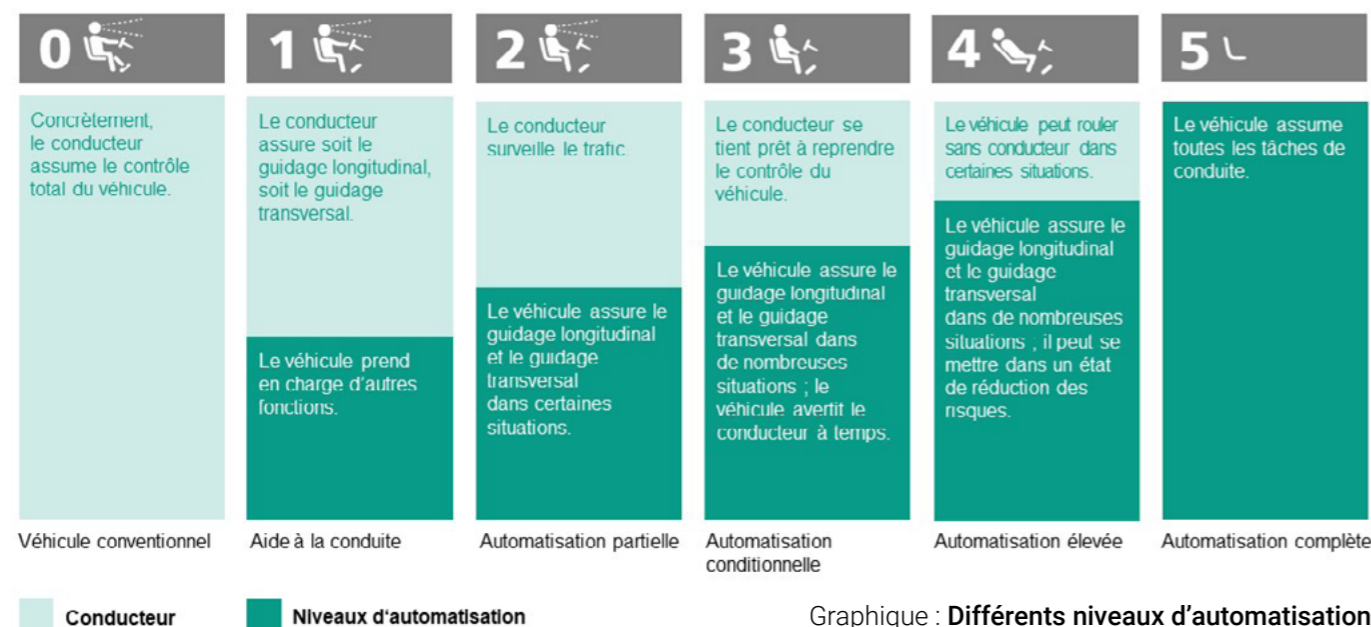 0
1
2
3
4
5
Concrètement,
le conducteur
assume le contrôle
total du véhicule.
Le conducteur
assure soit le
guidage longitudinal,
soit le guidage
transversal.
Le véhicule prend
en charge d'autres
fonctions.
Le conducteur
surveille le trafic.
Le véhicule assure le
guidage longitudinal
et le guidage
transversal
dans certaines
situations.
Le conducteur se
tient prêt à reprendre
le contrôle du
véhicule.
Le véhicule assure le
guidage longitudinal
et le guidage
transversal dans
de nombreuses
situations ; le
véhicule avertit le
conducteur à temps.
Le véhicule peut rouler
sans conducteur dans
certaines situations.
Le véhicule assure le
guidage longitudinal
et le guidage
transversal
dans de nombreuses
situations ; il peut se
mettre dans un état
de réduction des
risques.
Le véhicule assume
toutes les tâches de
conduite.
Véhicule conventionnel
Aide à la conduite
Automatisation partielle
Automatisation
conditionnelle
Automatisation élevée
Automatisation complète
Conducteur
Niveaux d'automatisation
Graphique : Différents niveaux d'automatisation